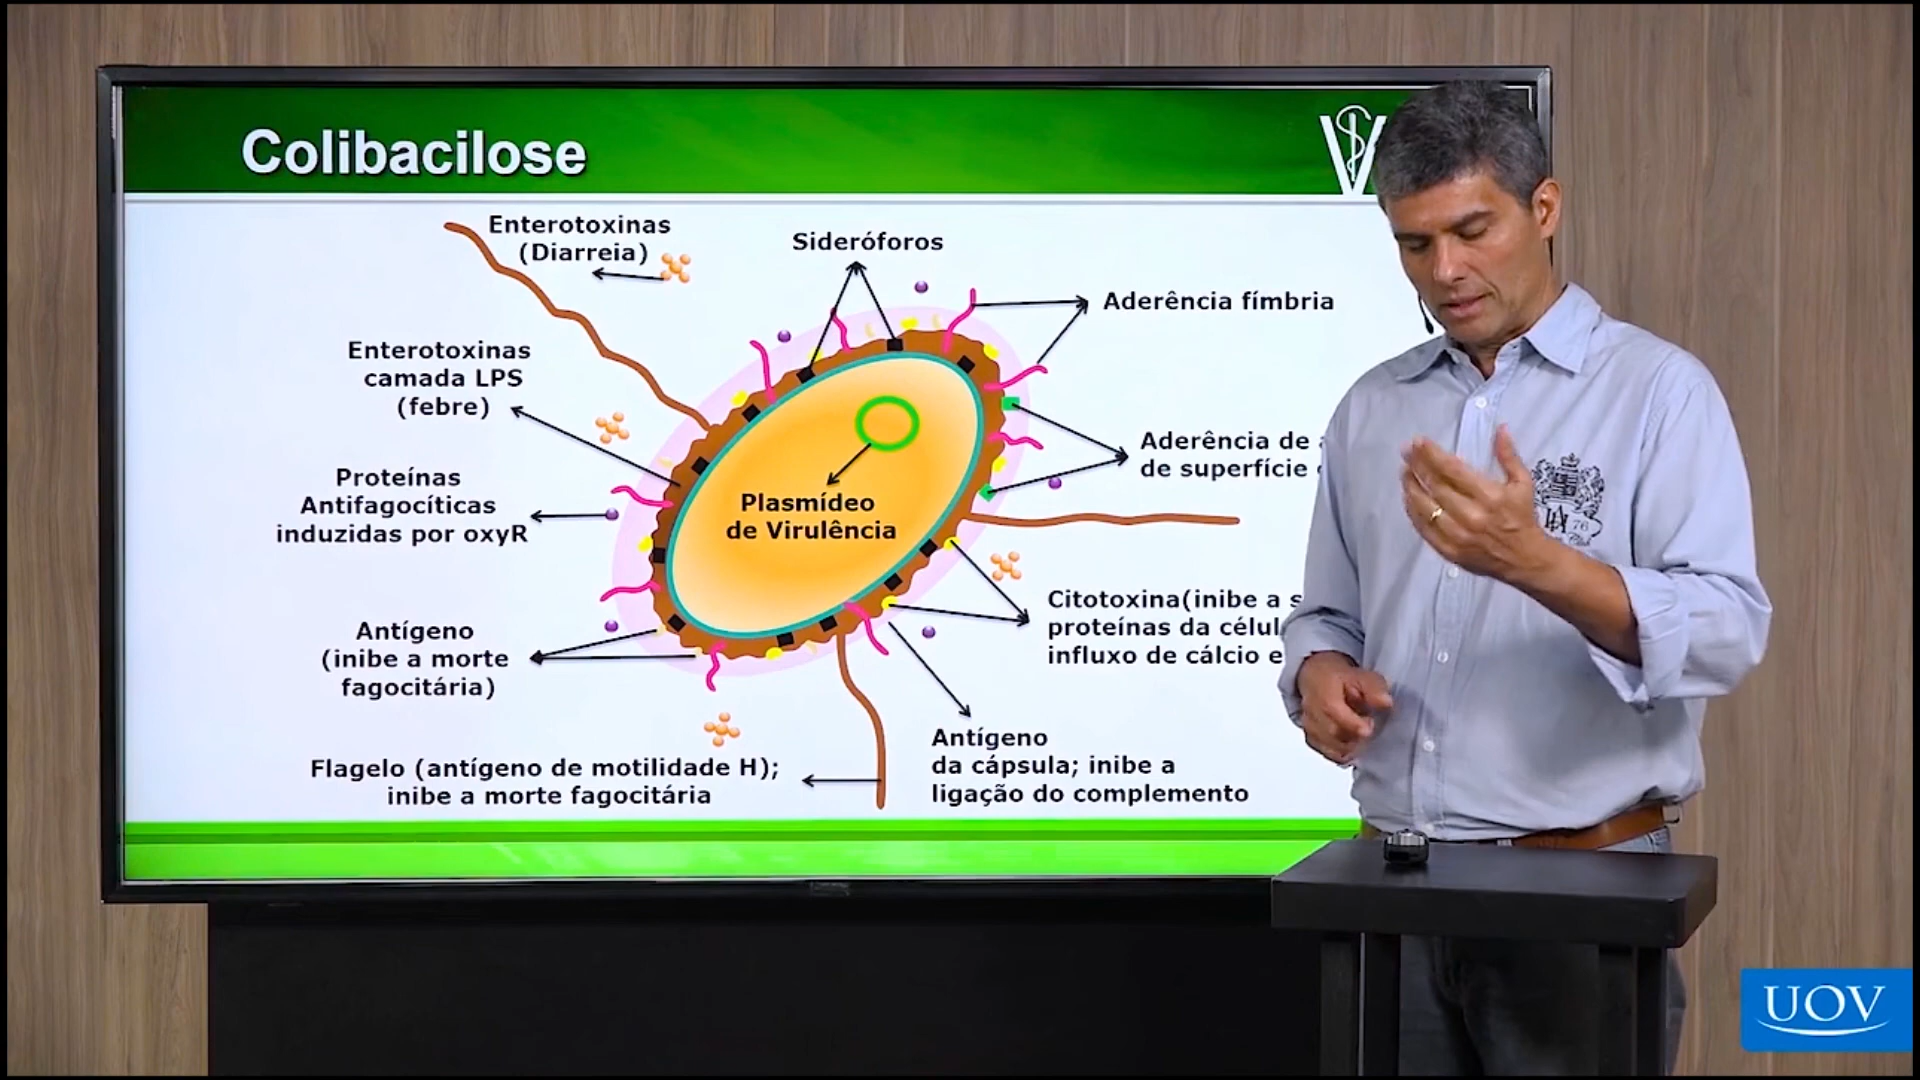 Colibacilose
Enterotoxinas
(Diarreia)
Sideróforos
Aderência fímbria
Enterotoxinas
camada LPS
(febre)
Aderência de
de superfície
Proteínas
Antifagocíticas
induzidas por oxyR
Plasmídeo
de Virulência
Citotoxina(inibe a s
proteínas da célul
influxo de cálcio e
Antígeno
(inibe a morte
fagocitária)
Antígeno
da cápsula; inibe a
ligação do complemento
Flagelo (antígeno de motilidade H);
inibe a morte fagocitária
76
UOV